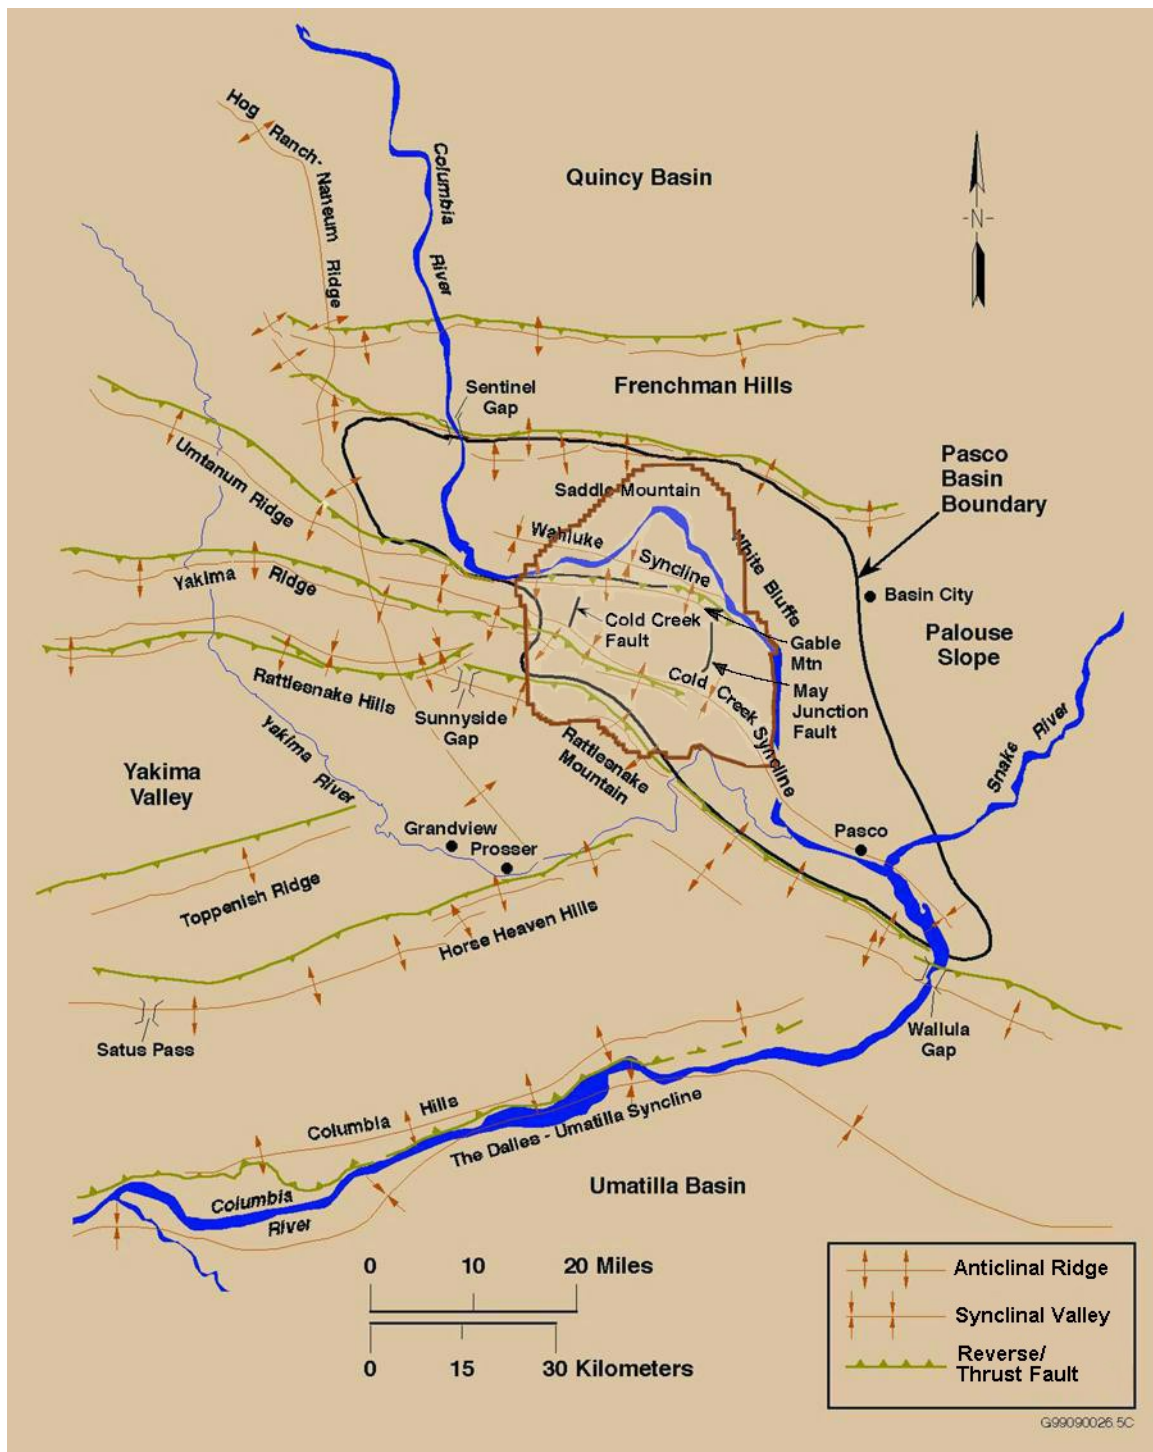 Hog Ranch-
Naneum Ridge
Columbia
River
Quincy Basin
-N-
Sentinel
Gap
Frenchman Hills
Pasco
Basin
Boundary
Umtanum Ridge
Saddle Mountain
Wahluke
Syncline
White Bluffs
Yakima Ridge
Cold Creek
Fault
Basin City
Palouse
Slope
Gable
Mtn
May
Junction
Fault
Cold Creek Syncline
Rattlesnake Hills
Sunnyside
Gap
Rattlesnake
Mountain
Snake River
Yakima
River
Yakima
Valley
Grandview
Prosser
Pasco
Toppenish Ridge
Horse Heaven Hills
Satus Pass
Wallula
Gap
Columbia Hills
The Dalles - Umatilla Syncline
Columbia
River
Umatilla Basin
0 10 20 Miles
0 15 30 Kilometers
Anticlinal Ridge
Synclinal Valley
Reverse/
Thrust Fault
G99090026.5C